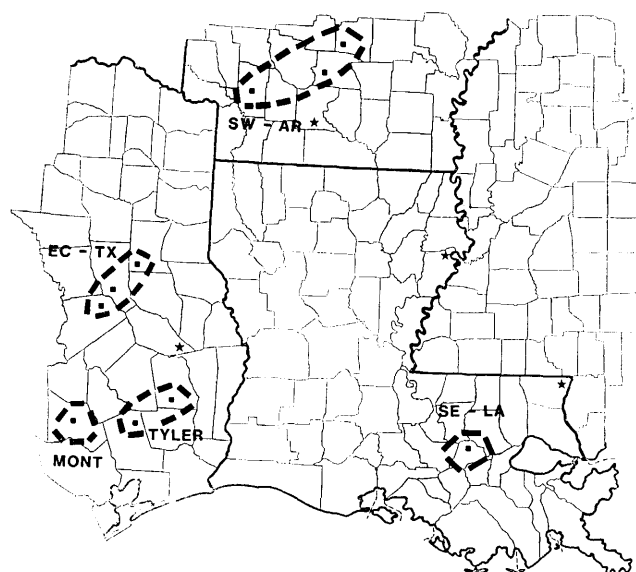 SW - AR
EC - TX
SE - LA
TYLER
MONT